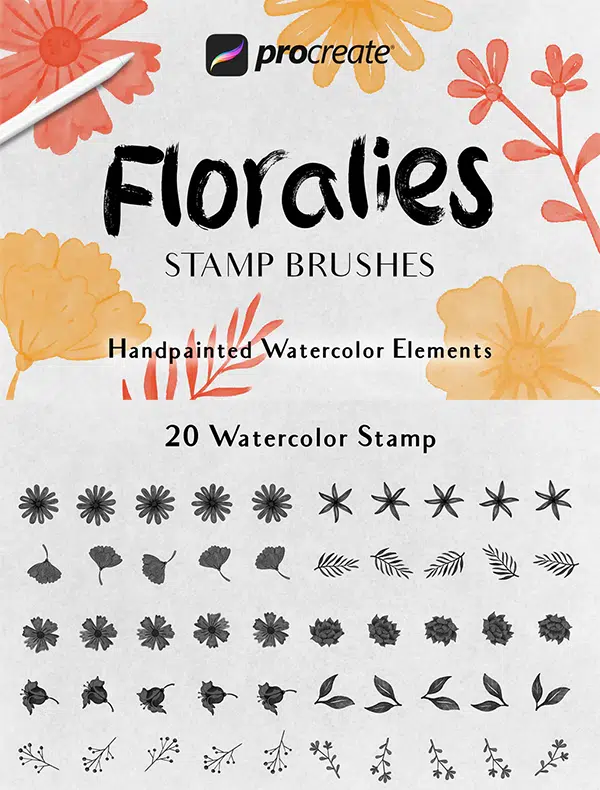 procreate®
Floralies
STAMP BRUSHES
Handpainted Watercolor Elements
20 Watercolor Stamp